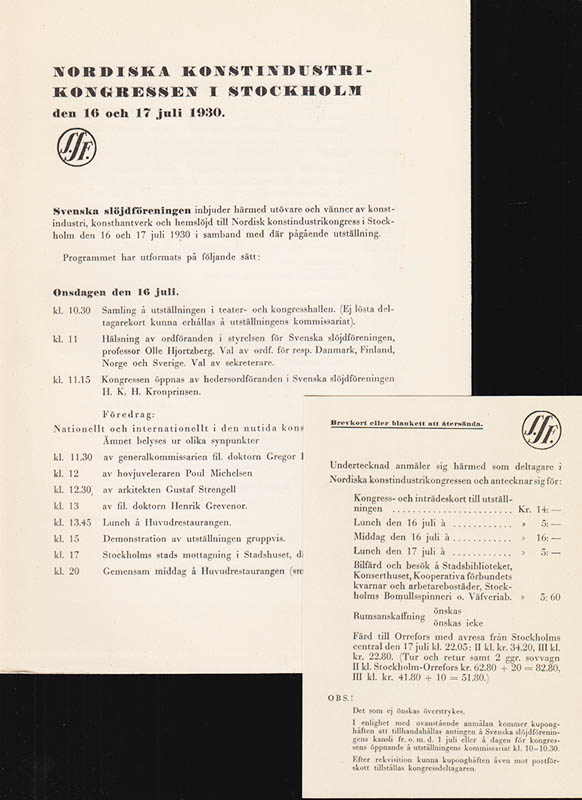 NORDISKA KONSTINDUSTRI-
KONGRESSEN I STOCKHOLM
den 16 och 17 juli 1930.
S.S.F.
Svenska slöjdföreningen inbjuder härmed utövare och vänner av konst-
industri, konsthantverk och hemslöjd till Nordisk konstindustrikongress i Stock-
holm den 16 och 17 juli 1930 i samband med där pågående utställning.
Programmet har utformats på följande sätt:
Onsdagen den 16 juli.
kl. 10.30 Samling å utställningen i teater- och kongresshallen. (Ej lösta del-
tagarekort kunna erhållas å utställningens kommissariat).
kl. 11 Hälsning av ordföranden i styrelsen för Svenska slöjdföreningen,
professor Olle Hjortzberg. Val av ordf. för resp. Danmark, Finland,
Norge och Sverige. Val av sekreterare.
kl. 11.15 Kongressen öppnas av hedersordföranden i Svenska slöjdföreningen
H. K. H. Kronprinsen.
Föredrag:
Nationellt och internationellt i den nutida kons
Ämnet belyses ur olika synpunkter
kl. 11.30 av generalkommissarien fil. doktorn Gregor
kl. 12 av hovjuveleraren Poul Michelsen
kl. 12.30 av arkitekten Gustaf Strengell
kl. 13 av fil. doktorn Henrik Grevenor.
kl. 13.45 Lunch å Huvudrestaurangen.
kl. 15 Demonstration av utställningen gruppvis.
kl. 17 Stockholms stads mottagning i Stadshuset, dä
kl. 20 Gemensam middag å Huvudrestaurangen (sm
Brevkort eller blankett att återsända.
S.S.F.
Undertecknad anmäler sig härmed som deltagare i
Nordiska konstindustrikongressen och antecknar sig för:
Kongress- och inträdeskort till utställ-
ningen ........................ Kr. 14: —
Lunch den 16 juli à ............ » 5: —
Middag den 16 juli à ............ » 16: —
Lunch den 17 juli à ............ » 5: —
Bilfärd och besök å Stadsbiblioteket,
Konserthuset, Kooperativa förbundets
kvarnar och arbetarebostäder, Stock-
holms Bomullsspinneri o. Väfveriab. » 5: 60
Rumsanskaffning önskas
önskas icke
Färd till Orrefors med avresa från Stockholms
central den 17 juli kl. 22.05: II kl. kr. 34.20, III kl.
kr. 22.80. (Tur och retur samt 2 ggr. sovvagn
II kl. Stockholm-Orrefors kr. 62.80 + 20 = 82.80,
III kl. kr. 41.80 + 10 = 51.80.)
OBS.!
Det som ej önskas överstrykes.
I enlighet med ovanstående anmälan kommer kupong-
häften att tillhandahållas antingen å Svenska slöjdförenin-
gens kansli fr. o. m. d. 1 juli eller å dagen för kongres-
sens öppnande å utställningens kommissariat kl. 10-10.30.
Efter rekvisition kunna kuponghäften även mot postför-
skott tillställas kongressdeltagaren.